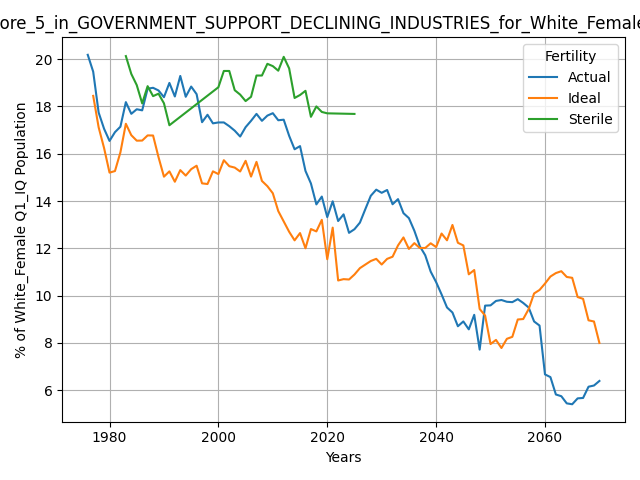 ore_5_in_GOVERNMENT_SUPPORT_DECLINING_INDUSTRIES_for_White_Female
Fertility
Actual
Ideal
Sterile
% of White_Female Q1_IQ Population
20
18
16
14
12
10
8
6
1980
2000
2020
2040
2060
Years